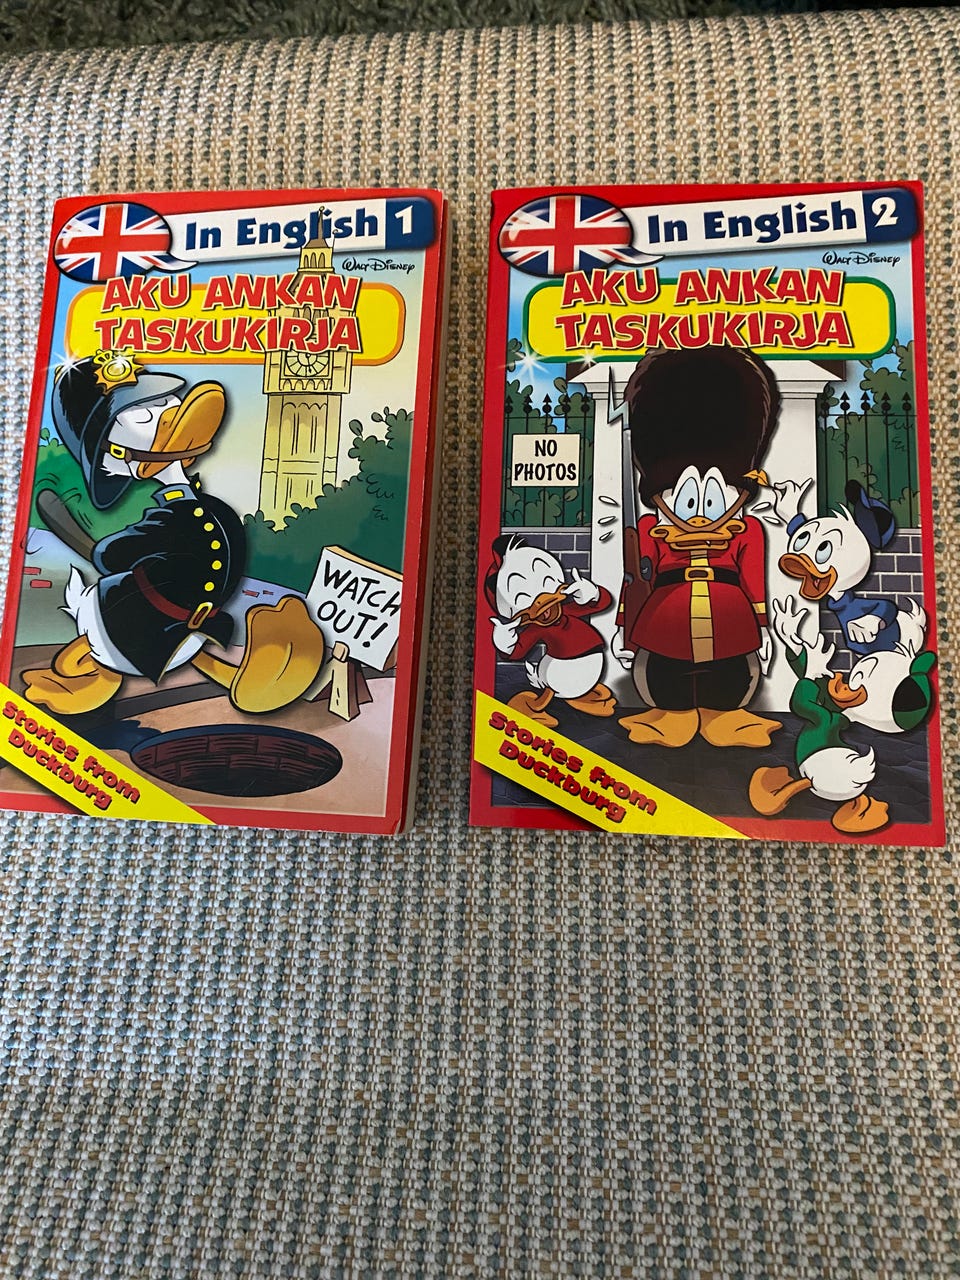 In English 1
WALT DISNEY
AKU ANKAN
TASKUKIRJA
WATCH
OUT!
Stories from
Duckburg
In English 2
WALT DISNEY
AKU ANKAN
TASKUKIRJA
NO
PHOTOS
Stories from
Duckburg